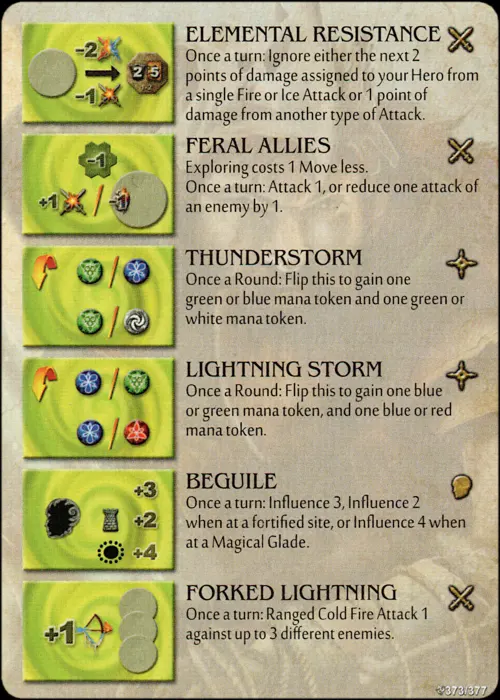 ELEMENTAL RESISTANCE
-2
2 5
-1
Once a turn: Ignore either the next 2
points of damage assigned to your Hero from
a single Fire or Ice Attack or 1 point of
damage from another type of Attack.
FERAL ALLIES
-1
+1 / -1
Exploring costs 1 Move less.
Once a turn: Attack 1, or reduce one attack of
an enemy by 1.
THUNDERSTORM
Once a Round: Flip this to gain one
green or blue mana token and one green or
white mana token.
LIGHTNING STORM
Once a Round: Flip this to gain one blue
or green mana token, and one blue or red
mana token.
BEGUILE
+3
+2
+4
Once a turn: Influence 3, Influence 2
when at a fortified site, or Influence 4 when
at a Magical Glade.
FORKED LIGHTNING
+1
Once a turn: Ranged Cold Fire Attack 1
against up to 3 different enemies.
373/377